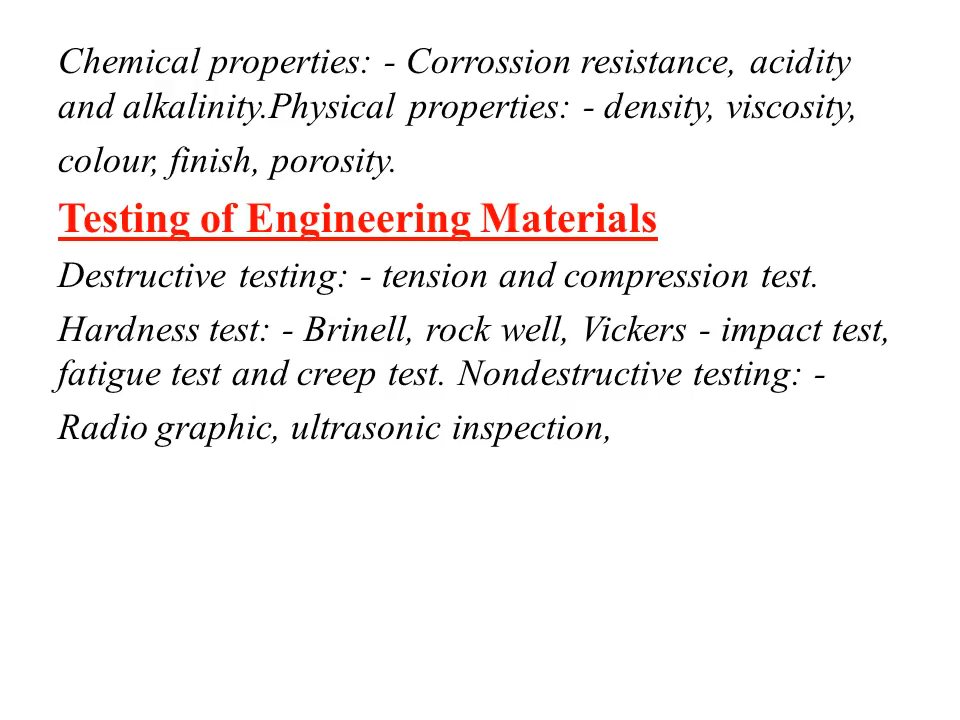 Chemical properties: - Corrossion resistance, acidity
and alkalinity.Physical properties: - density, viscosity,
colour, finish, porosity.
Testing of Engineering Materials
Destructive testing: - tension and compression test.
Hardness test: - Brinell, rock well, Vickers - impact test,
fatigue test and creep test. Nondestructive testing: -
Radio graphic, ultrasonic inspection,